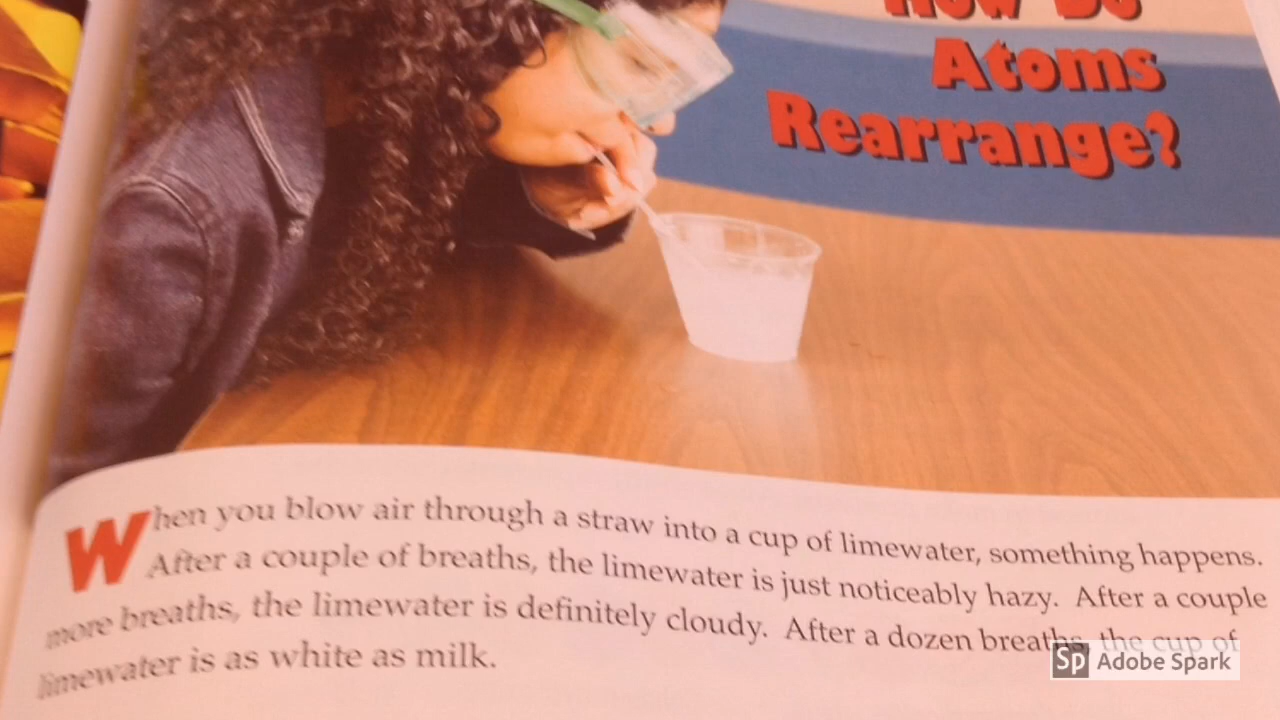 How Do
Atoms
Rearrange?
When you blow air through a straw into a cup of limewater, something happens.
After a couple of breaths, the limewater is just noticeably hazy. After a couple
more breaths, the limewater is definitely cloudy. After a dozen breaths, the cup of
limewater is as white as milk.
Sp Adobe Spark